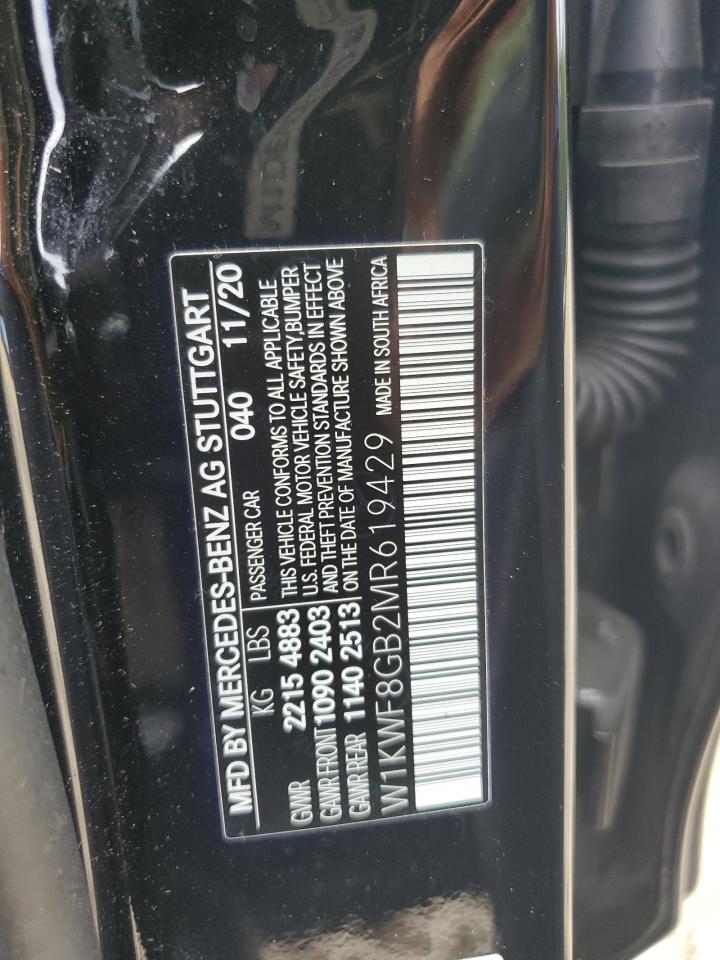 MFD BY MERCEDES-BENZ AG STUTTGART
040 11/20
KG LBS PASSENGER CAR
GVWR 2215 4883 THIS VEHICLE CONFORMS TO ALL APPLICABLE
U.S. FEDERAL MOTOR VEHICLE SAFETY,BUMPER
GAWR FRONT 1090 2403 AND THEFT PREVENTION STANDARDS IN EFFECT
GAWR REAR 1140 2513 ON THE DATE OF MANUFACTURE SHOWN ABOVE
W1KWF8GB2MR619429 MADE IN SOUTH AFRICA